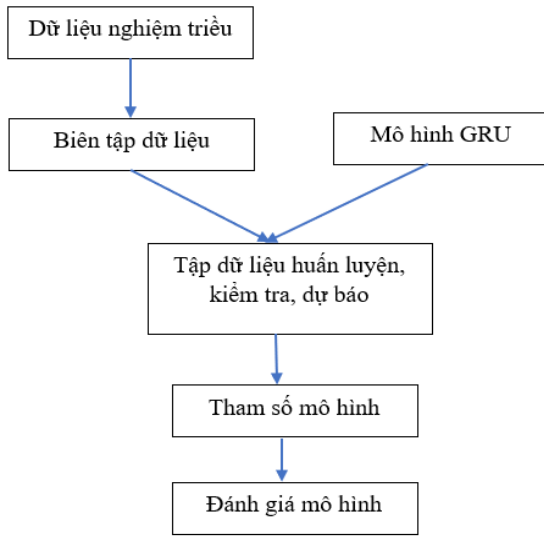 Dữ liệu nghiệm triều
Biên tập dữ liệu
Mô hình GRU
Tập dữ liệu huấn luyện,
kiểm tra, dự báo
Tham số mô hình
Đánh giá mô hình